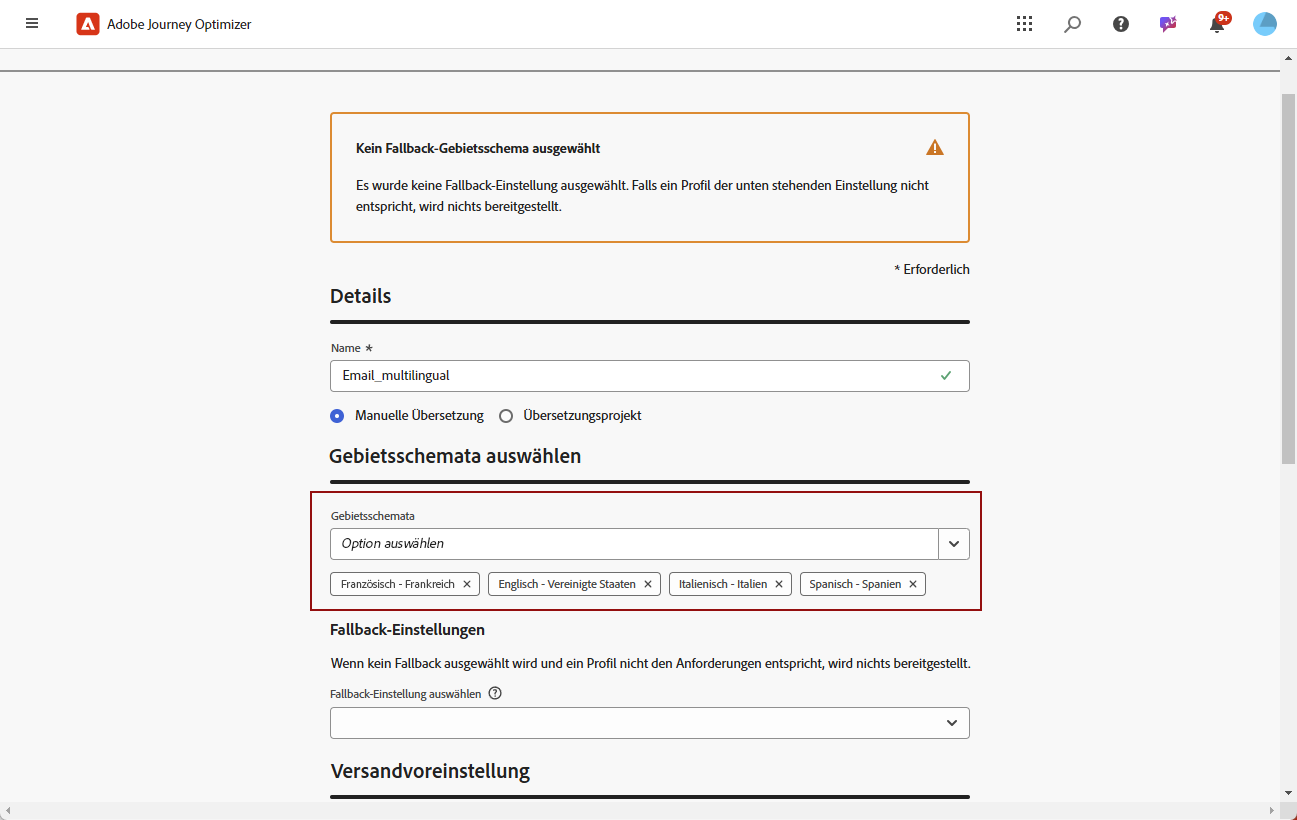 Adobe Journey Optimizer
9+
Kein Fallback-Gebietsschema ausgewählt
Es wurde keine Fallback-Einstellung ausgewählt. Falls ein Profil der unten stehenden Einstellung nicht
entspricht, wird nichts bereitgestellt.
* Erforderlich
Details
Name *
Email_multilingual
Manuelle Übersetzung
Übersetzungsprojekt
Gebietsschemata auswählen
Gebietsschemata
Option auswählen
Französisch - Frankreich
Englisch - Vereinigte Staaten
Italienisch - Italien
Spanisch - Spanien
Fallback-Einstellungen
Wenn kein Fallback ausgewählt wird und ein Profil nicht den Anforderungen entspricht, wird nichts bereitgestellt.
Fallback-Einstellung auswählen
Versandvoreinstellung